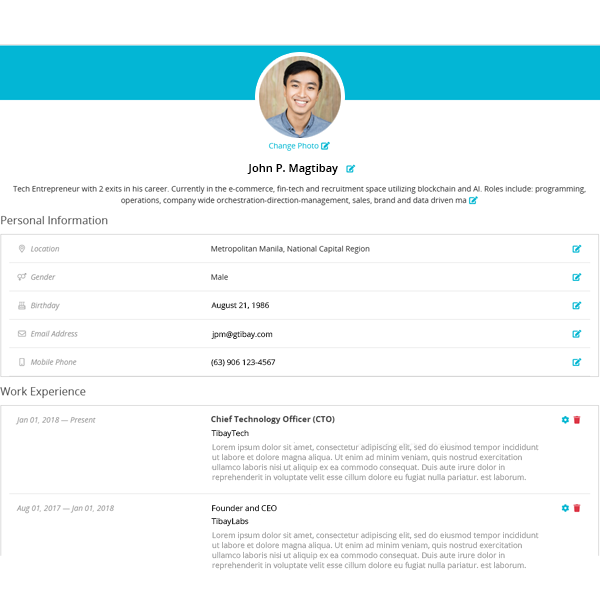 Change Photo
John P. Magtibay
Tech Entrepreneur with 2 exits in his career. Currently in the e-commerce, fin-tech and recruitment space utilizing blockchain and AI. Roles include: programming,
operations, company wide orchestration-direction-management, sales, brand and data driven ma
Personal Information
Location Metropolitan Manila, National Capital Region
Gender Male
Birthday August 21, 1986
Email Address jpm@gtibay.com
Mobile Phone (63) 906 123-4567
Work Experience
Jan 01, 2018 — Present Chief Technology Officer (CTO)
TibayTech
Lorem ipsum dolor sit amet, consectetur adipiscing elit, sed do eiusmod tempor incididunt
ut labore et dolore magna aliqua. Ut enim ad minim veniam, quis nostrud exercitation
ullamco laboris nisi ut aliquip ex ea commodo consequat. Duis aute irure dolor in
reprehenderit in voluptate velit esse cillum dolore eu fugiat nulla pariatur. consequat.
Aug 01, 2017 — Jan 01, 2018 Founder and CEO
TibayLabs
Lorem ipsum dolor sit amet, consectetur adipiscing elit, sed do eiusmod tempor incididunt
ut labore et dolore magna aliqua. Ut enim ad minim veniam, quis nostrud exercitation
ullamco laboris nisi ut aliquip ex ea commodo consequat. Duis aute irure dolor in
reprehenderit in voluptate velit esse cillum dolore eu fugiat nulla pariatur. consequat.